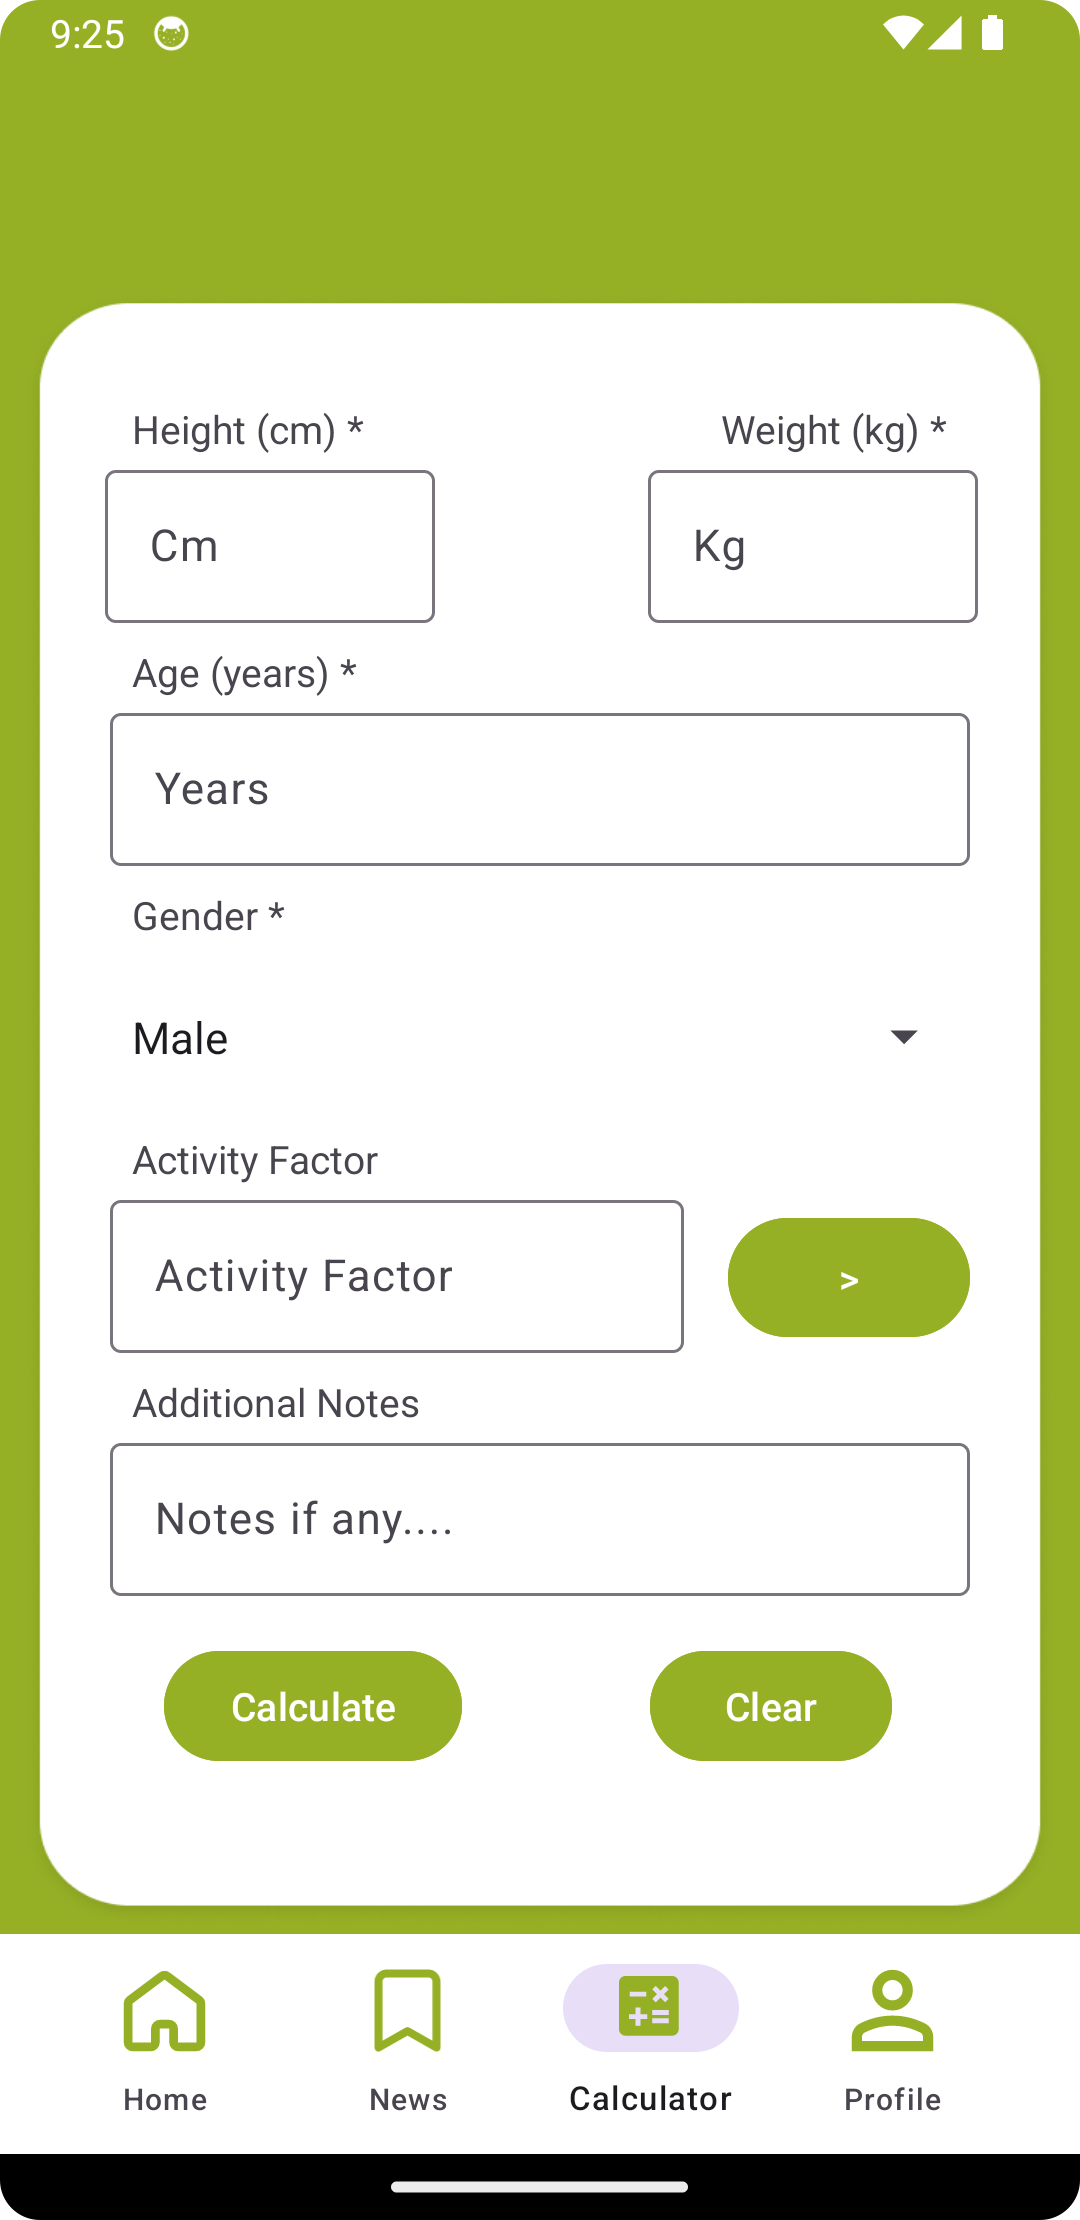 9:25
Height (cm) * Weight (kg) *
Cm Kg
Age (years) *
Years
Gender *
Male
Activity Factor
Activity Factor >
Additional Notes
Notes if any....
Calculate Clear
Home News Calculator Profile